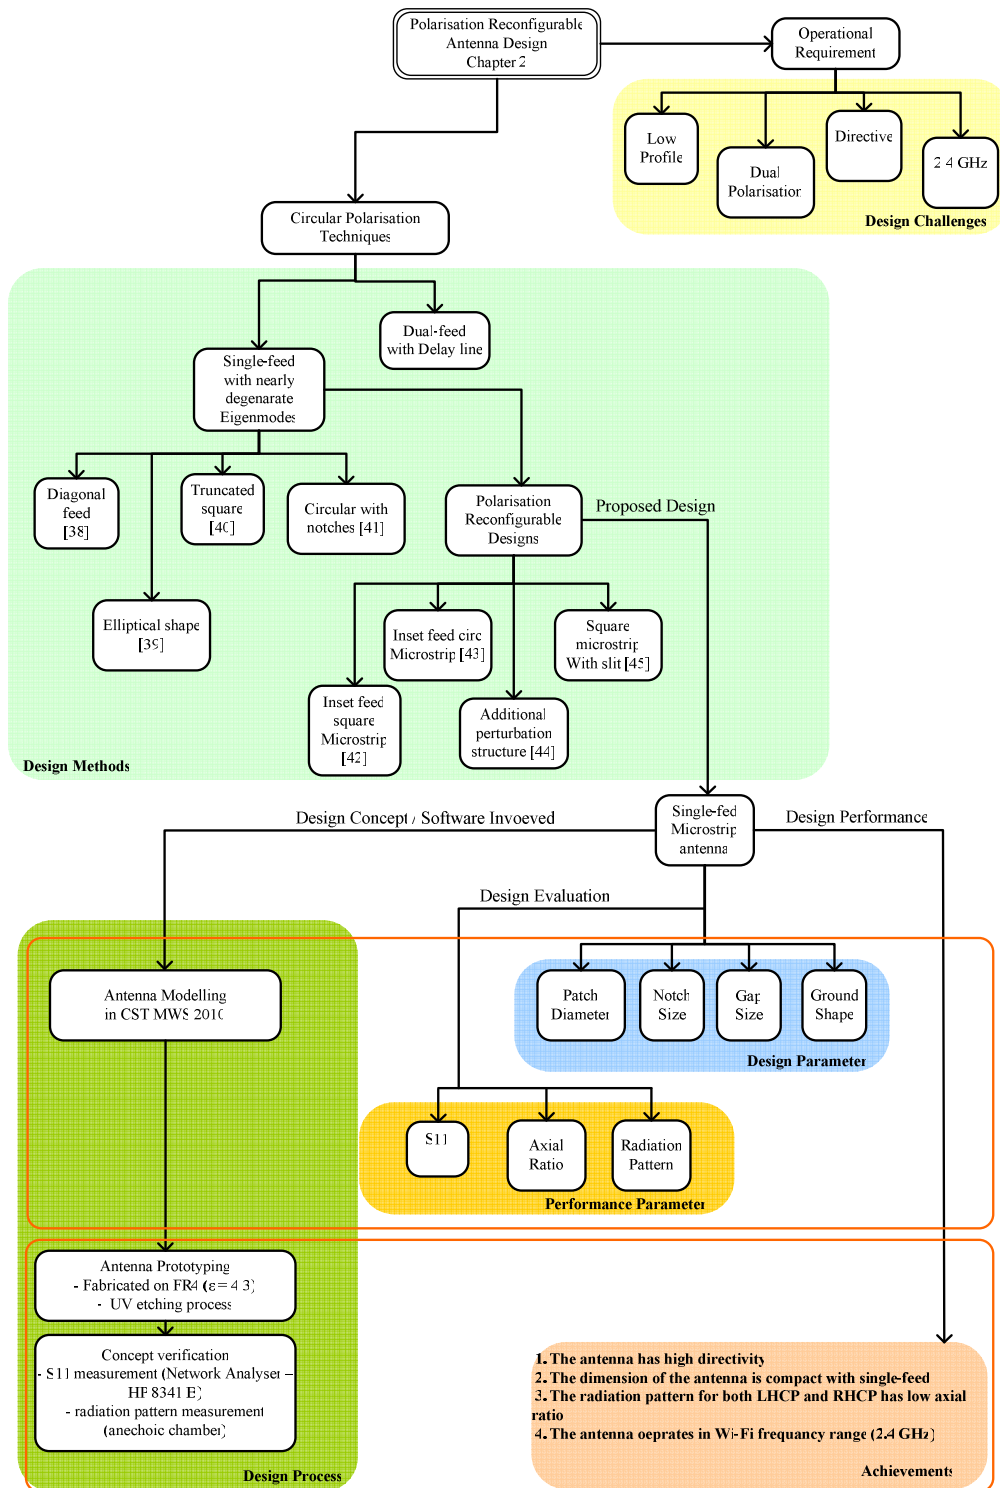 Polarisation Reconfigurable
Antenna Design
Chapter 2
Operational
Requirement
Low
Profile
Dual
Polarisation
Directive
2.4 GHz
Design Challenges
Circular Polarisation
Techniques
Dual-feed
with Delay line
Single-feed
with nearly
degenarate
Eigenmodes
Diagonal
feed
[38]
Truncated
square
[40]
Circular with
notches [41]
Elliptical shape
[39]
Polarisation
Reconfigurable
Designs
Proposed Design
Inset feed circ
Microstrip [43]
Square
microstrip
With slit [45]
Inset feed
square
Microstrip
[42]
Additional
perturbation
structure [44]
Design Methods
Single-fed
Microstrip
antenna
Design Concept / Software Invoeved
Design Performance
Design Evaluation
Antenna Modelling
in CST MWS 2010
Patch
Diameter
Notch
Size
Gap
Size
Ground
Shape
Design Parameter
S11
Axial
Ratio
Radiation
Pattern
Performance Parameter
Antenna Prototyping
- Fabricated on FR4 (ε = 4.3)
- UV etching process
Concept verification
- S11 measurement (Network Analyser –
HP 8341 E)
- radiation pattern measurement
(anechoic chamber)
Design Process
1. The antenna has high directivity
2. The dimension of the antenna is compact with single-feed
3. The radiation pattern for both LHCP and RHCP has low axial
ratio
4. The antenna oeprates in Wi-Fi frequancy range (2.4 GHz)
Achievements